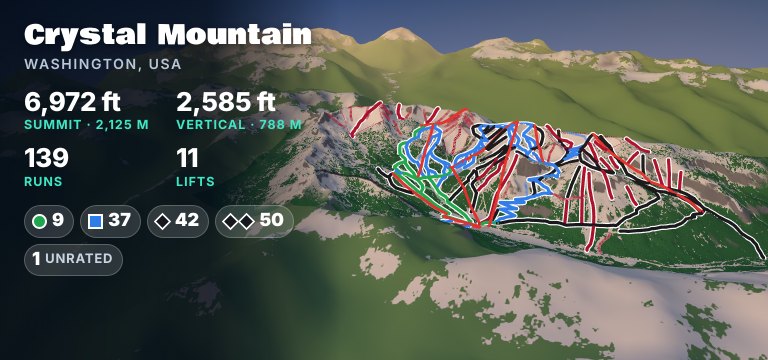 Crystal Mountain
WASHINGTON, USA
6,972 ft
SUMMIT · 2,125 M
2,585 ft
VERTICAL · 788 M
139
RUNS
11
LIFTS
9
37
42
50
1 UNRATED